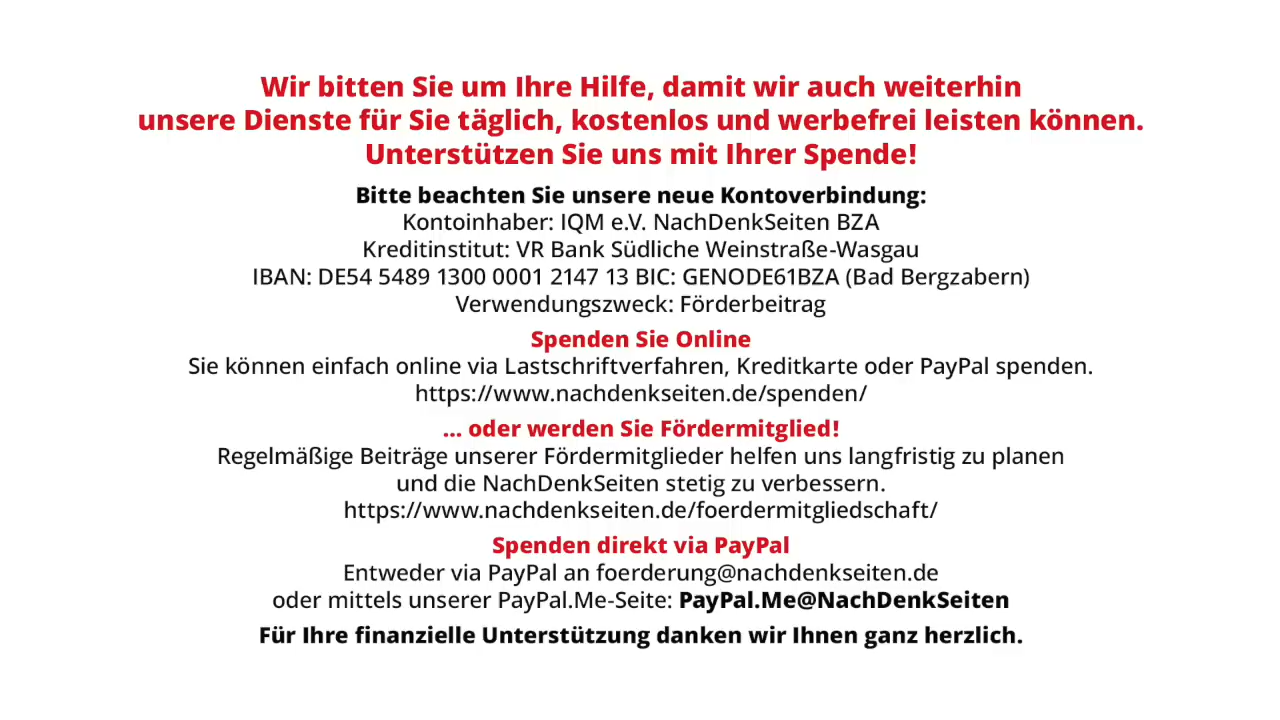 Wir bitten Sie um Ihre Hilfe, damit wir auch weiterhin
unsere Dienste für Sie täglich, kostenlos und werbefrei leisten können.
Unterstützen Sie uns mit Ihrer Spende!
Bitte beachten Sie unsere neue Kontoverbindung:
Kontoinhaber: IQM e.V. NachDenkSeiten BZA
Kreditinstitut: VR Bank Südliche Weinstraße-Wasgau
IBAN: DE54 5489 1300 0001 2147 13 BIC: GENODE61BZA (Bad Bergzabern)
Verwendungszweck: Förderbeitrag
Spenden Sie Online
Sie können einfach online via Lastschriftverfahren, Kreditkarte oder PayPal spenden.
https://www.nachdenkseiten.de/spenden/
... oder werden Sie Fördermitglied!
Regelmäßige Beiträge unserer Fördermitglieder helfen uns langfristig zu planen
und die NachDenkSeiten stetig zu verbessern.
https://www.nachdenkseiten.de/foerdermitgliedschaft/
Spenden direkt via PayPal
Entweder via PayPal an foerderung@nachdenkseiten.de
oder mittels unserer PayPal.Me-Seite: PayPal.Me@NachDenkSeiten
Für Ihre finanzielle Unterstützung danken wir Ihnen ganz herzlich.